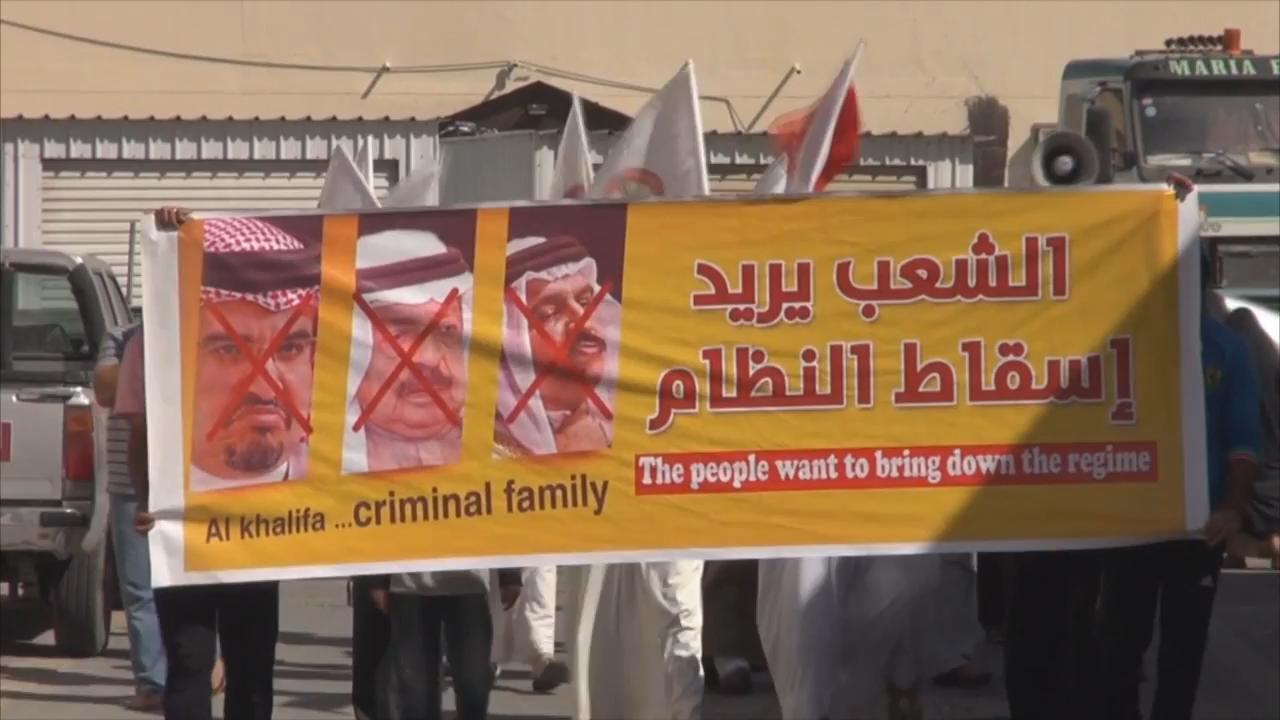 MARIA
الشعب يريد
إسقاط النظام
The people want to bring down the regime
Al khalifa ...criminal family